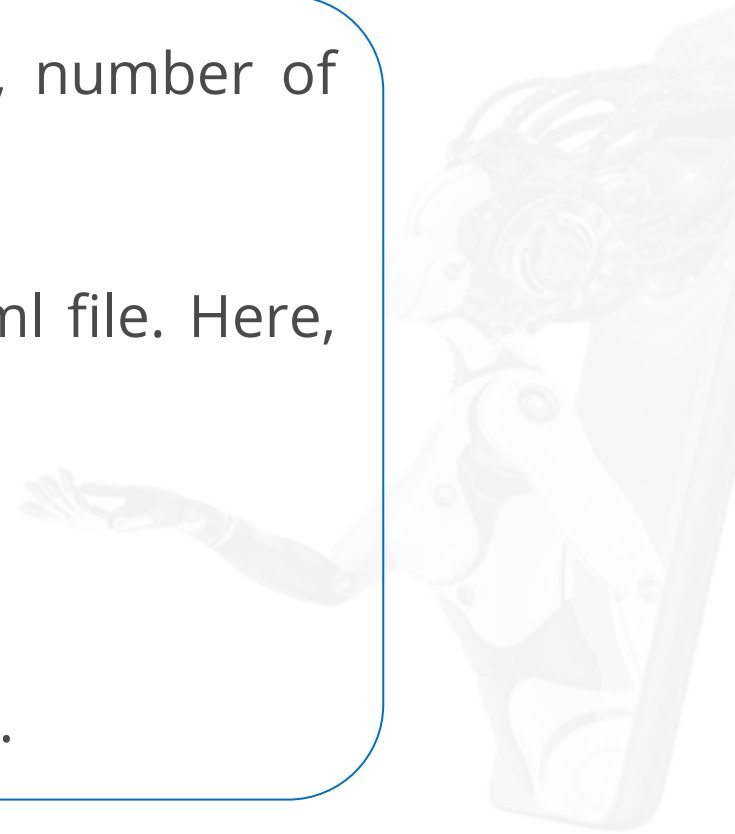 , number of
ml file. Here,
.